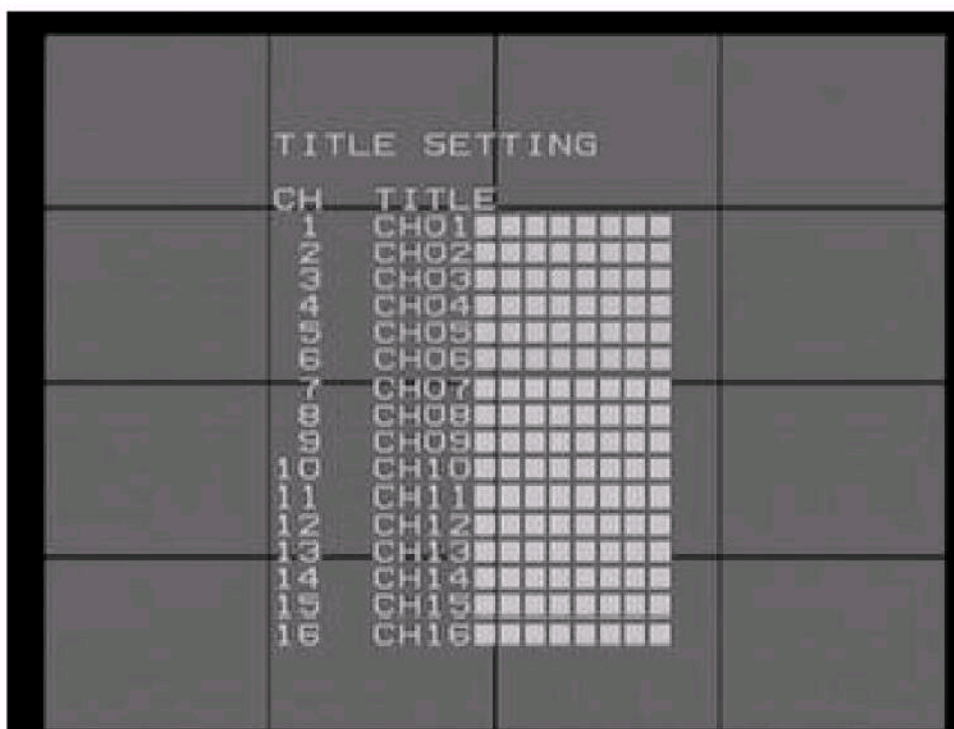 TITLE SETTING
CH TITLE
1 CH01■■■■■■■■
2 CH02■■■■■■■■
3 CH03■■■■■■■■
4 CH04■■■■■■■■
5 CH05■■■■■■■■
6 CH06■■■■■■■■
7 CH07■■■■■■■■
8 CH08■■■■■■■■
9 CH09■■■■■■■■
10 CH10■■■■■■■■
11 CH11■■■■■■■■
12 CH12■■■■■■■■
13 CH13■■■■■■■■
14 CH14■■■■■■■■
15 CH15■■■■■■■■
16 CH16■■■■■■■■